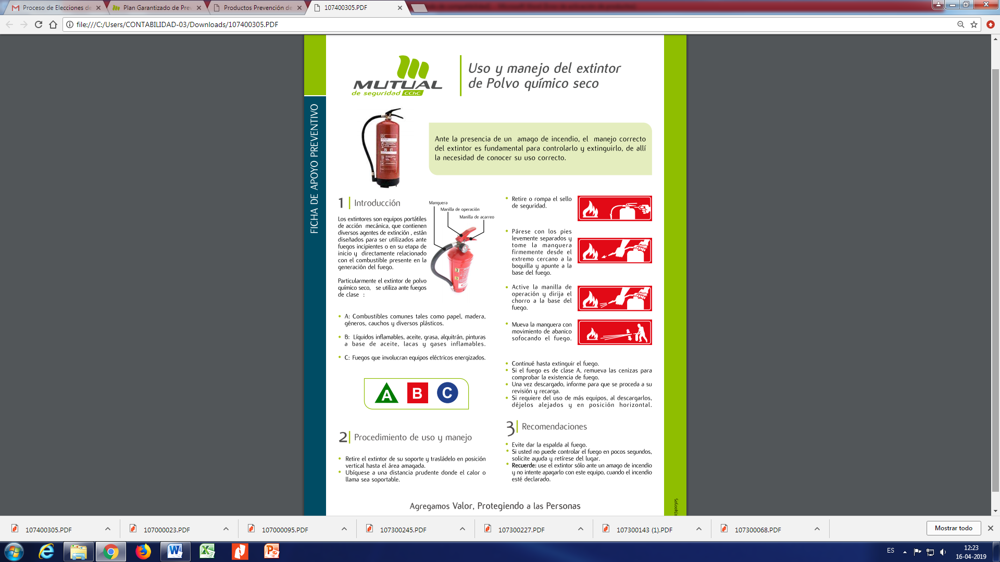 Proceso de Elecciones de
Plan Garantizado de Prev
Productos Prevención de
107400305.PDF
file:///C:/Users/CONTABILIDAD-03/Downloads/107400305.PDF
MUTUAL
de seguridad CChC
Uso y manejo del extintor
de Polvo químico seco
FICHA DE APOYO PREVENTIVO
Ante la presencia de un amago de incendio, el manejo correcto
del extintor es fundamental para controlarlo y extinguirlo, de allí
la necesidad de conocer su uso correcto.
1 Introducción
Los extintores son equipos portátiles
de acción mecánica, que contienen
diversos agentes de extinción , están
diseñados para ser utilizados ante
fuegos incipientes o en su etapa de
inicio y directamente relacionado
con el combustible presente en la
generación del fuego.
Particularmente el extintor de polvo
químico seco, se utiliza ante fuegos
de clase :
Manguera
Manilla de operación
Manilla de acarreo
• A: Combustibles comunes tales como papel, madera,
géneros, cauchos y diversos plásticos.
• B: Líquidos inflamables, aceite, grasa, alquitrán, pinturas
a base de aceite, lacas y gases inflamables.
• C: Fuegos que involucran equipos eléctricos energizados.
A B C
2 Procedimiento de uso y manejo
• Retire el extintor de su soporte y trasládelo en posición
vertical hasta el área amagada.
• Ubíquese a una distancia prudente donde el calor o
llama sea soportable.
• Retire o rompa el sello
de seguridad.
• Párese con los pies
levemente separados y
tome la manguera
firmemente desde el
extremo cercano a la
boquilla y apunte a la
base del fuego.
• Active la manilla de
operación y dirija el
chorro a la base del
fuego.
• Mueva la manguera con
movimiento de abanico
sofocando el fuego.
• Continué hasta extinguir el fuego.
• Si el fuego es de clase A, remueva las cenizas para
comprobar la existencia de fuego.
• Una vez descargado, informe para que se proceda a su
revisión y recarga.
• Si requiere del uso de más equipos, al descargarlos,
déjelos alejados y en posición horizontal.
3 Recomendaciones
• Evite dar la espalda al fuego.
• Si usted no puede controlar el fuego en pocos segundos,
solicite ayuda y retírese del lugar.
• Recuerde: use el extintor sólo ante un amago de incendio
y no intente apagarlo con este equipo, cuando el incendio
esté declarado.
Agregamos Valor, Protegiendo a las Personas
07400305
107400305.PDF
107000023.PDF
107000095.PDF
107300245.PDF
107300227.PDF
107300143 (1).PDF
107300068.PDF
Mostrar todo
ES
12:23
16-04-2019